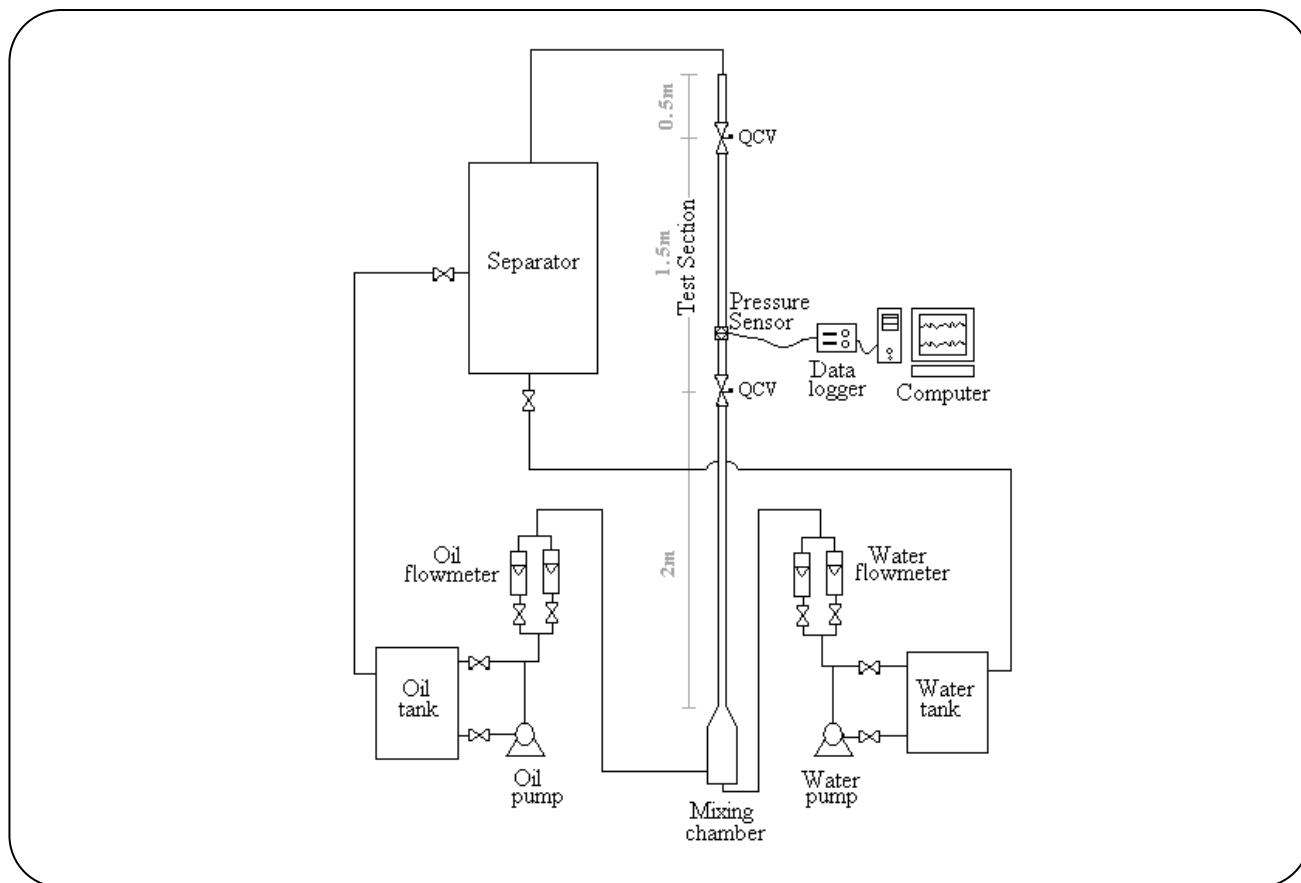 0.5m
QCV
Separator
1.5m
Test Section
Pressure
Sensor
Data
logger
Computer
QCV
2m
Oil
flowmeter
Water
flowmeter
Oil
tank
Water
tank
Oil
pump
Water
pump
Mixing
chamber